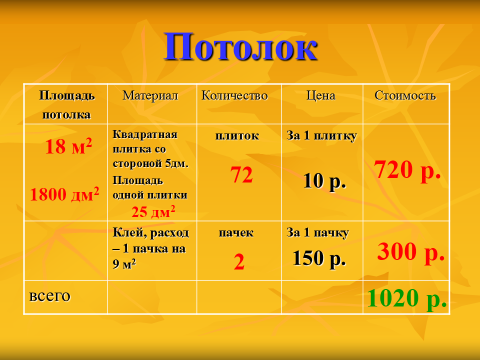 Потолок
Площадь потолка
Материал
Количество
Цена
Стоимость
18 м²
1800 дм²
Квадратная
плитка со
стороной 5дм.
Площадь
одной плитки
25 дм²
плиток
72
За 1 плитку
10 р.
720 р.
Клей, расход
– 1 пачка на
9 м²
пачек
2
За 1 пачку
150 р.
300 р.
всего
1020 р.